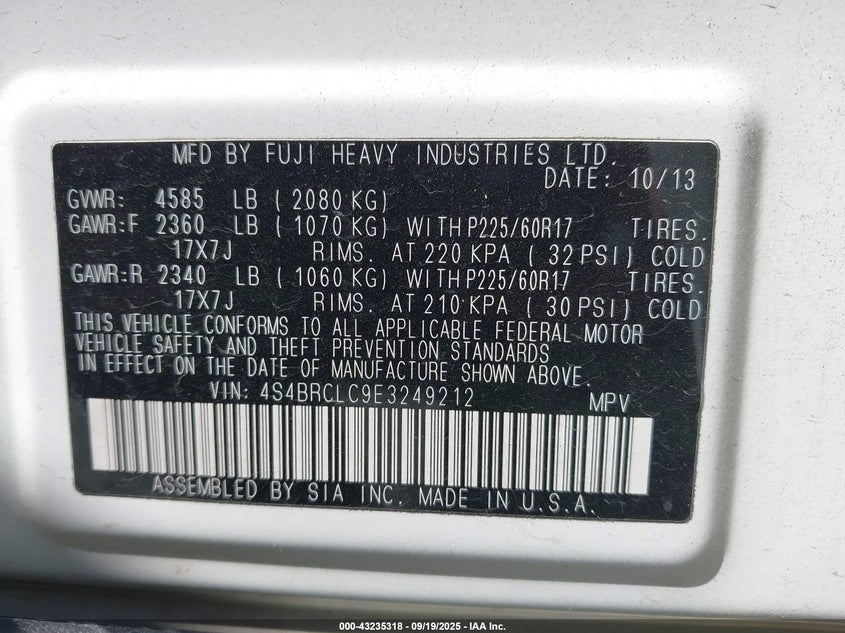 MFD BY FUJI HEAVY INDUSTRIES LTD.
DATE: 10/13
GVWR: 4585 LB ( 2080 KG)
GAWR:F 2360 LB ( 1070 KG) WITH P225/60R17 TIRES.
17X7J RIMS. AT 220 KPA ( 32 PSI) COLD
GAWR:R 2340 LB ( 1060 KG) WITH P225/60R17 TIRES.
17X7J RIMS. AT 210 KPA ( 30 PSI) COLD
THIS VEHICLE CONFORMS TO ALL APPLICABLE FEDERAL MOTOR
VEHICLE SAFETY AND THEFT PREVENTION STANDARDS
IN EFFECT ON THE DATE OF MANUFACTURE SHOWN ABOVE.
VIN: 4S4BRCLC9E3249212 MPV
ASSEMBLED BY SIA INC. MADE IN U.S.A.
000-43235318 - 09/19/2025 - IAA Inc.